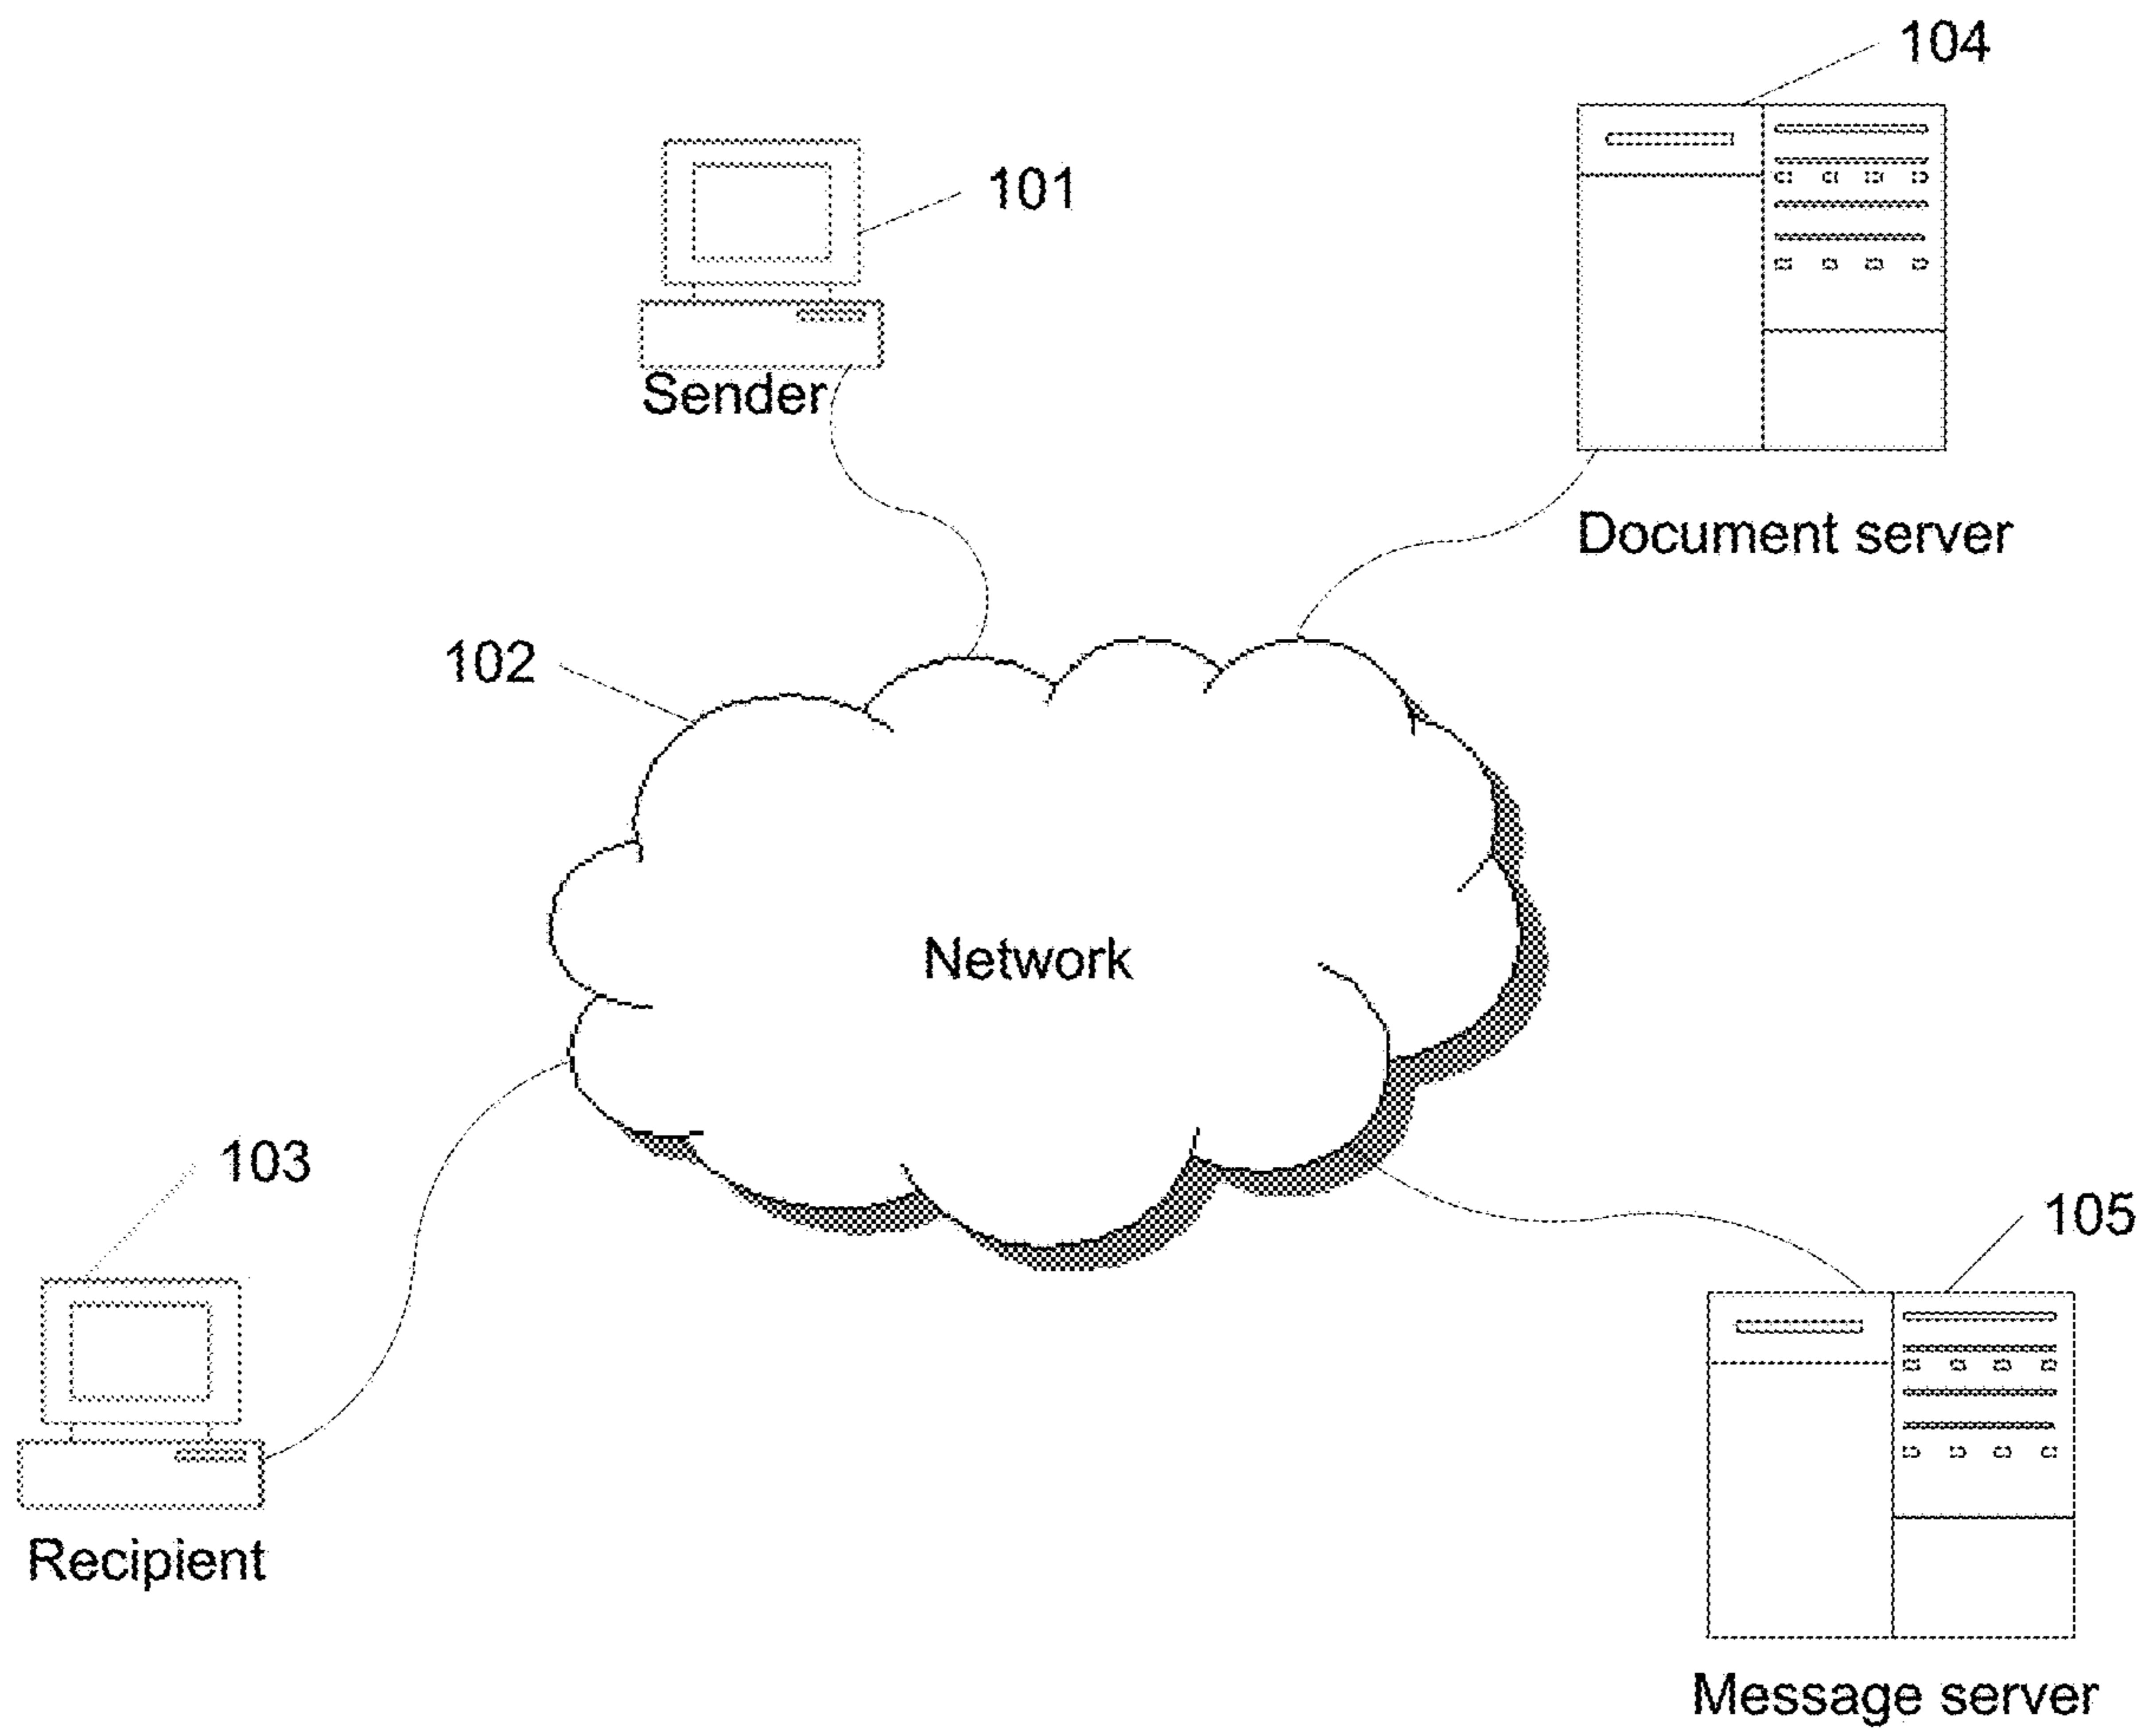 104
101
Sender
Document server
102
Network
103
105
Recipient
Message server